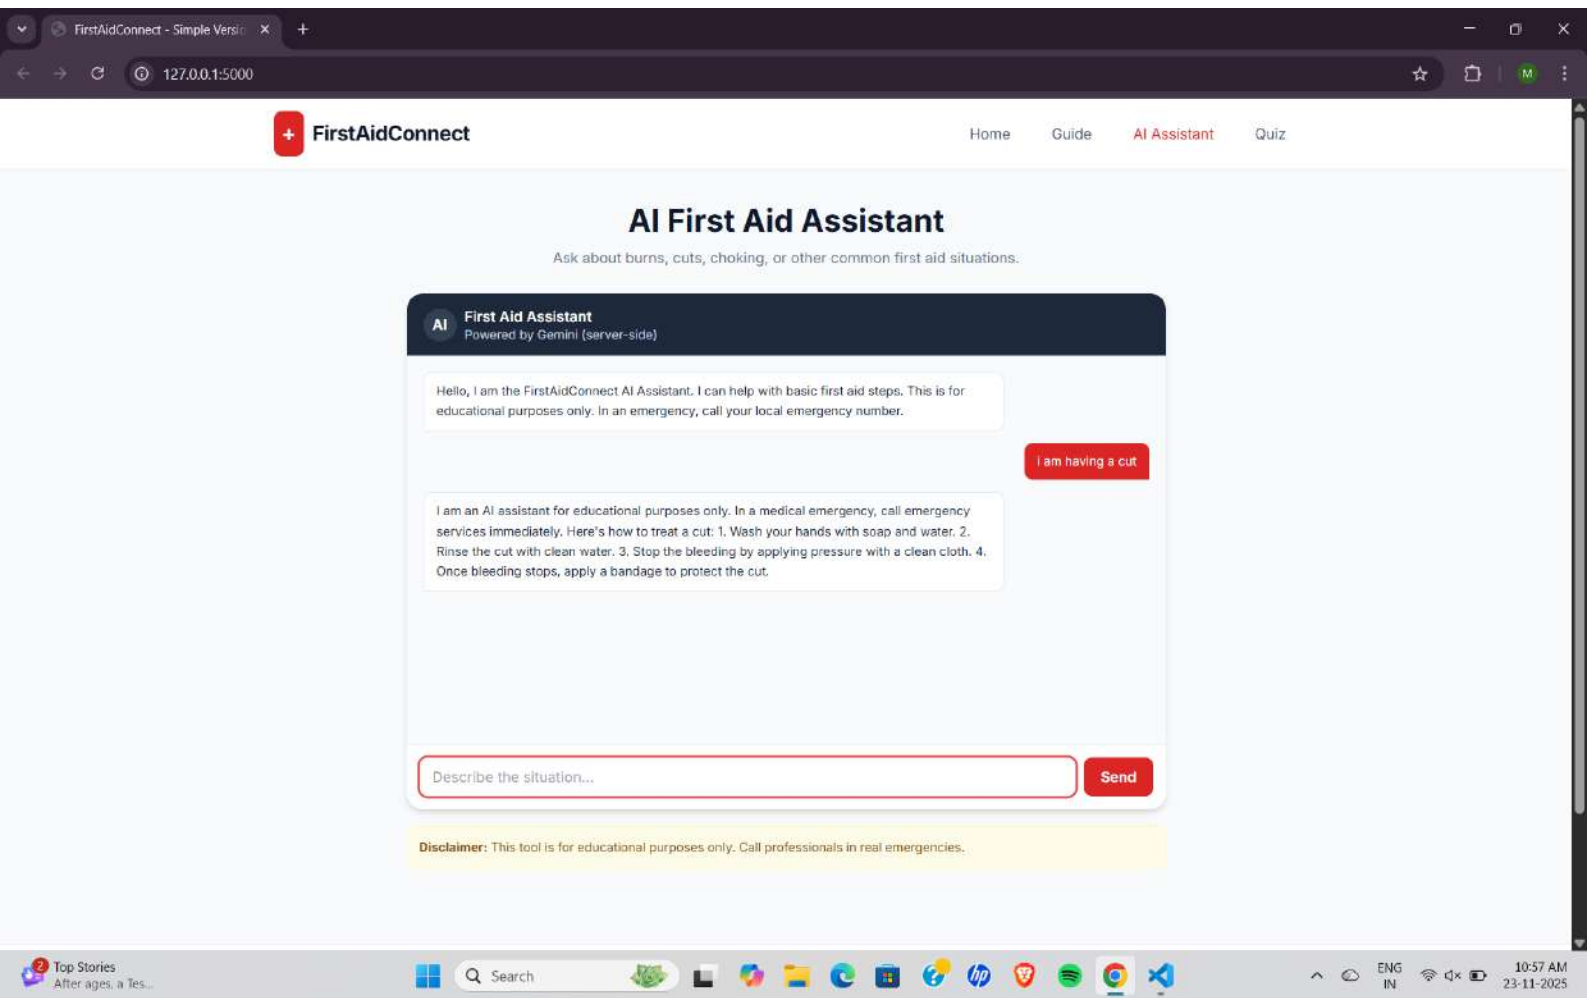 FirstAidConnect - Simple Versio
127.0.0.1:5000
M
+ FirstAidConnect
Home Guide AI Assistant Quiz
AI First Aid Assistant
Ask about burns, cuts, choking, or other common first aid situations.
AI
First Aid Assistant
Powered by Gemini (server-side)
Hello, I am the FirstAidConnect AI Assistant. I can help with basic first aid steps. This is for
educational purposes only. In an emergency, call your local emergency number.
i am having a cut
I am an AI assistant for educational purposes only. In a medical emergency, call emergency
services immediately. Here's how to treat a cut: 1. Wash your hands with soap and water. 2.
Rinse the cut with clean water. 3. Stop the bleeding by applying pressure with a clean cloth. 4.
Once bleeding stops, apply a bandage to protect the cut.
Describe the situation...
Send
Disclaimer: This tool is for educational purposes only. Call professionals in real emergencies.
2
Top Stories
After ages, a Tes...
Search
hp
ENG
IN
10:57 AM
23-11-2025